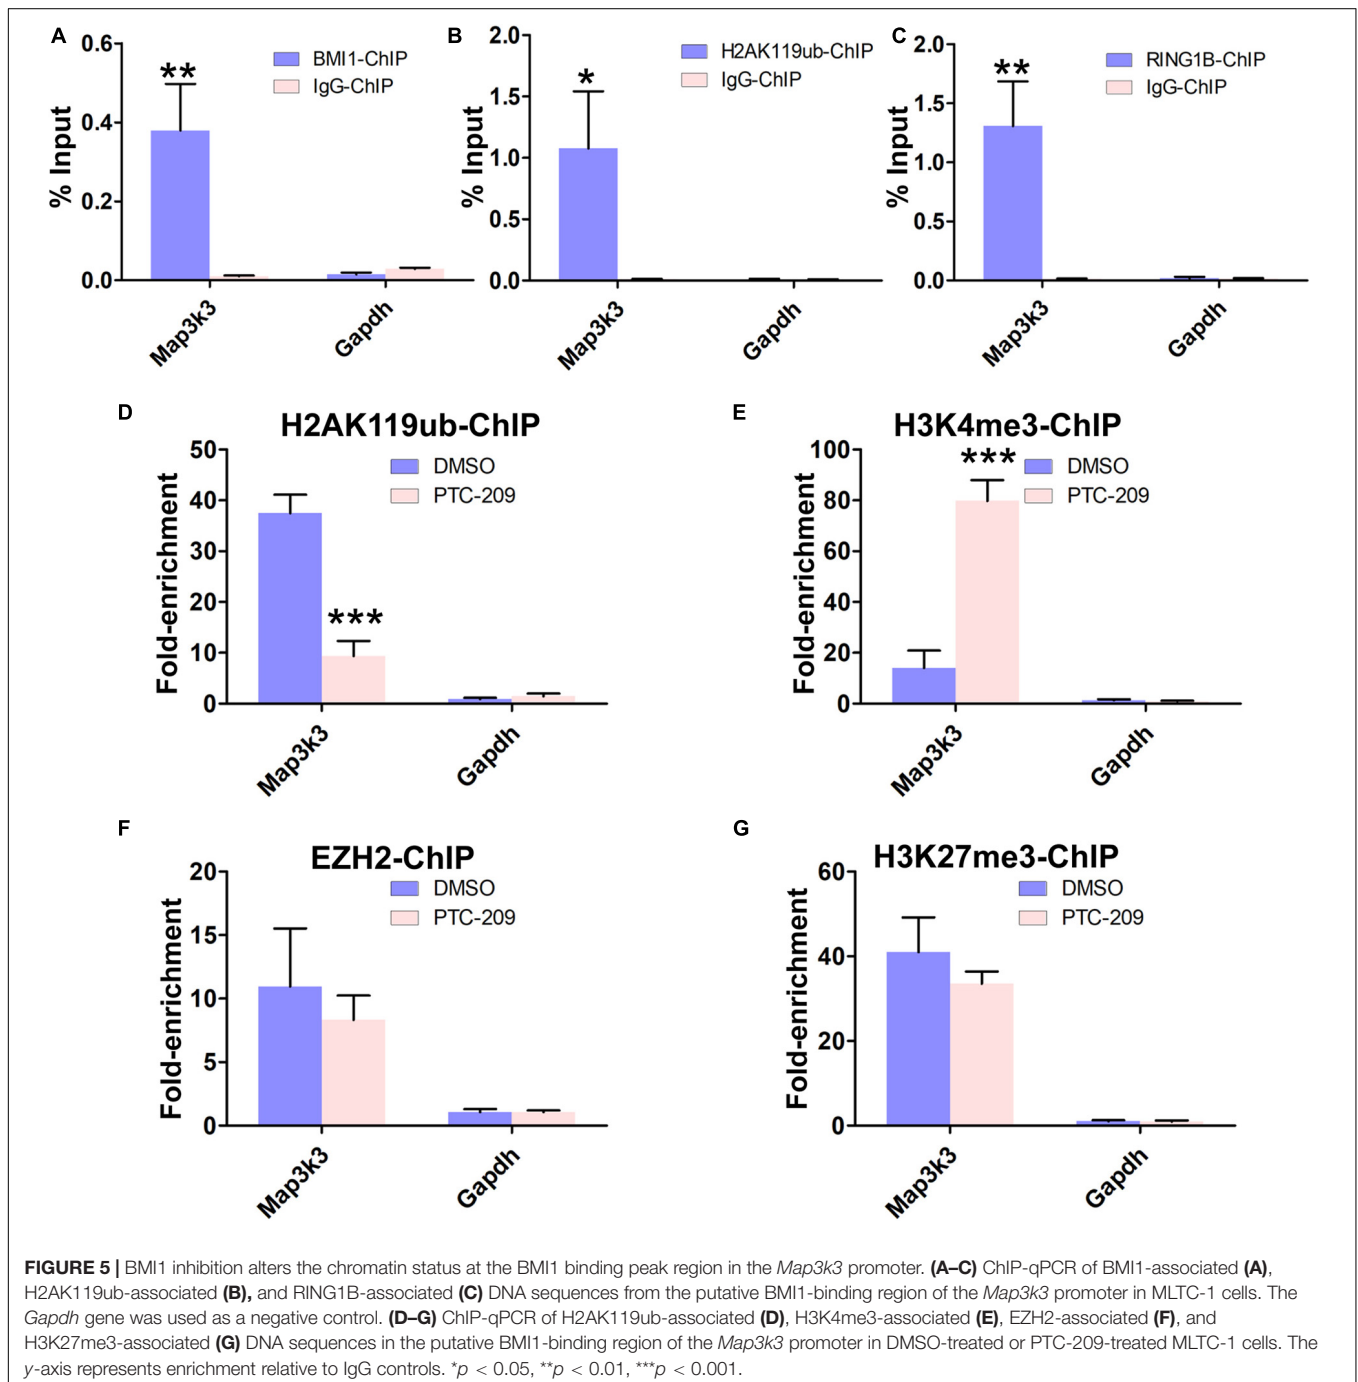 A
0.6
0.4
0.2
0.0
% Input
**
BMI1-ChIP
IgG-ChIP
Map3k3
Gapdh
B
2.0
1.5
1.0
0.5
0.0
% Input
*
H2AK119ub-ChIP
IgG-ChIP
Map3k3
Gapdh
C
2.0
1.5
1.0
0.5
0.0
% Input
**
RING1B-ChIP
IgG-ChIP
Map3k3
Gapdh
D
H2AK119ub-ChIP
50
40
30
20
10
0
Fold-enrichment
DMSO
PTC-209
***
Map3k3
Gapdh
E
H3K4me3-ChIP
100
80
60
40
20
0
Fold-enrichment
***
DMSO
PTC-209
Map3k3
Gapdh
F
EZH2-ChIP
20
15
10
5
0
Fold-enrichment
DMSO
PTC-209
Map3k3
Gapdh
G
H3K27me3-ChIP
60
40
20
0
Fold-enrichment
DMSO
PTC-209
Map3k3
Gapdh
FIGURE 5 | BMI1 inhibition alters the chromatin status at the BMI1 binding peak region in the Map3k3 promoter. (A–C) ChIP-qPCR of BMI1-associated (A),
H2AK119ub-associated (B), and RING1B-associated (C) DNA sequences from the putative BMI1-binding region of the Map3k3 promoter in MLTC-1 cells. The
Gapdh gene was used as a negative control. (D–G) ChIP-qPCR of H2AK119ub-associated (D), H3K4me3-associated (E), EZH2-associated (F), and
H3K27me3-associated (G) DNA sequences in the putative BMI1-binding region of the Map3k3 promoter in DMSO-treated or PTC-209-treated MLTC-1 cells. The
y-axis represents enrichment relative to IgG controls. *p < 0.05, **p < 0.01, ***p < 0.001.